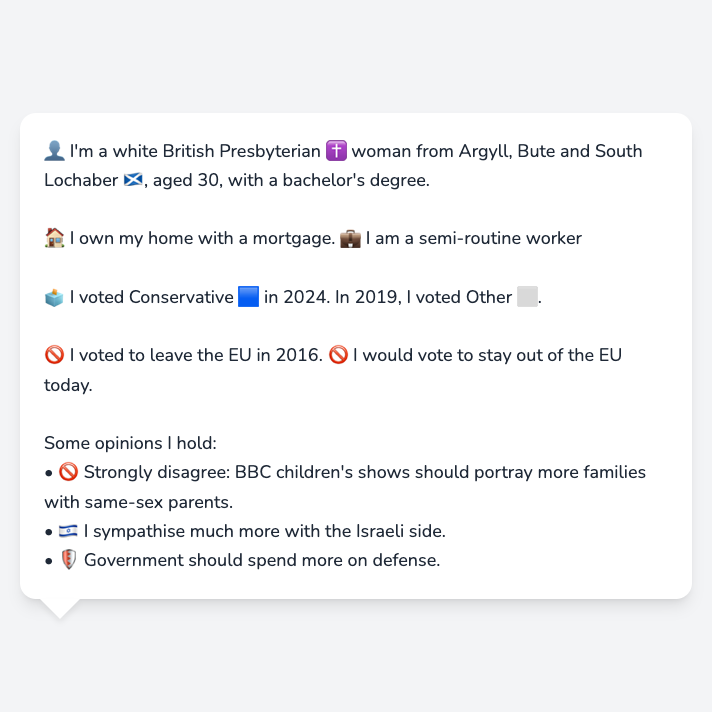 👤 I'm a white British Presbyterian ✝️ woman from Argyll, Bute and South
Lochaber 🏴󠁧󠁢󠁳󠁣󠁴󠁿, aged 30, with a bachelor's degree.
🏠 I own my home with a mortgage. 💼 I am a semi-routine worker
🗳️ I voted Conservative 🟦 in 2024. In 2019, I voted Other ⬜.
🚫 I voted to leave the EU in 2016. 🚫 I would vote to stay out of the EU
today.
Some opinions I hold:
• 🚫 Strongly disagree: BBC children's shows should portray more families
with same-sex parents.
• 🇮🇱 I sympathise much more with the Israeli side.
• 🛡️ Government should spend more on defense.